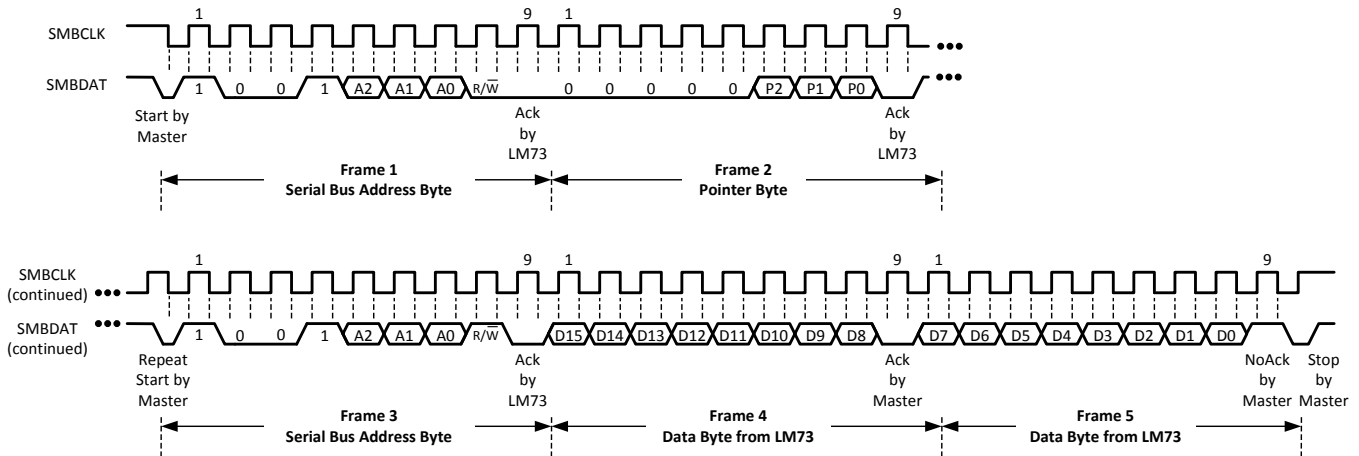 1 9 1 9
SMBCLK
SMBDAT 1 0 0 1 A2 A1 A0 R/W̅ 0 0 0 0 0 P2 P1 P0
Start by
Master
Ack
by
LM73
Ack
by
LM73
Frame 1
Serial Bus Address Byte
Frame 2
Pointer Byte
1 9 1 9 1 9
SMBCLK
(continued)
SMBDAT
(continued)
1 0 0 1 A2 A1 A0 R/W̅ D15 D14 D13 D12 D11 D10 D9 D8 D7 D6 D5 D4 D3 D2 D1 D0
Repeat
Start by
Master
Ack
by
LM73
Ack
by
Master
NoAck
by
Master
Stop
by
Master
Frame 3
Serial Bus Address Byte
Frame 4
Data Byte from LM73
Frame 5
Data Byte from LM73